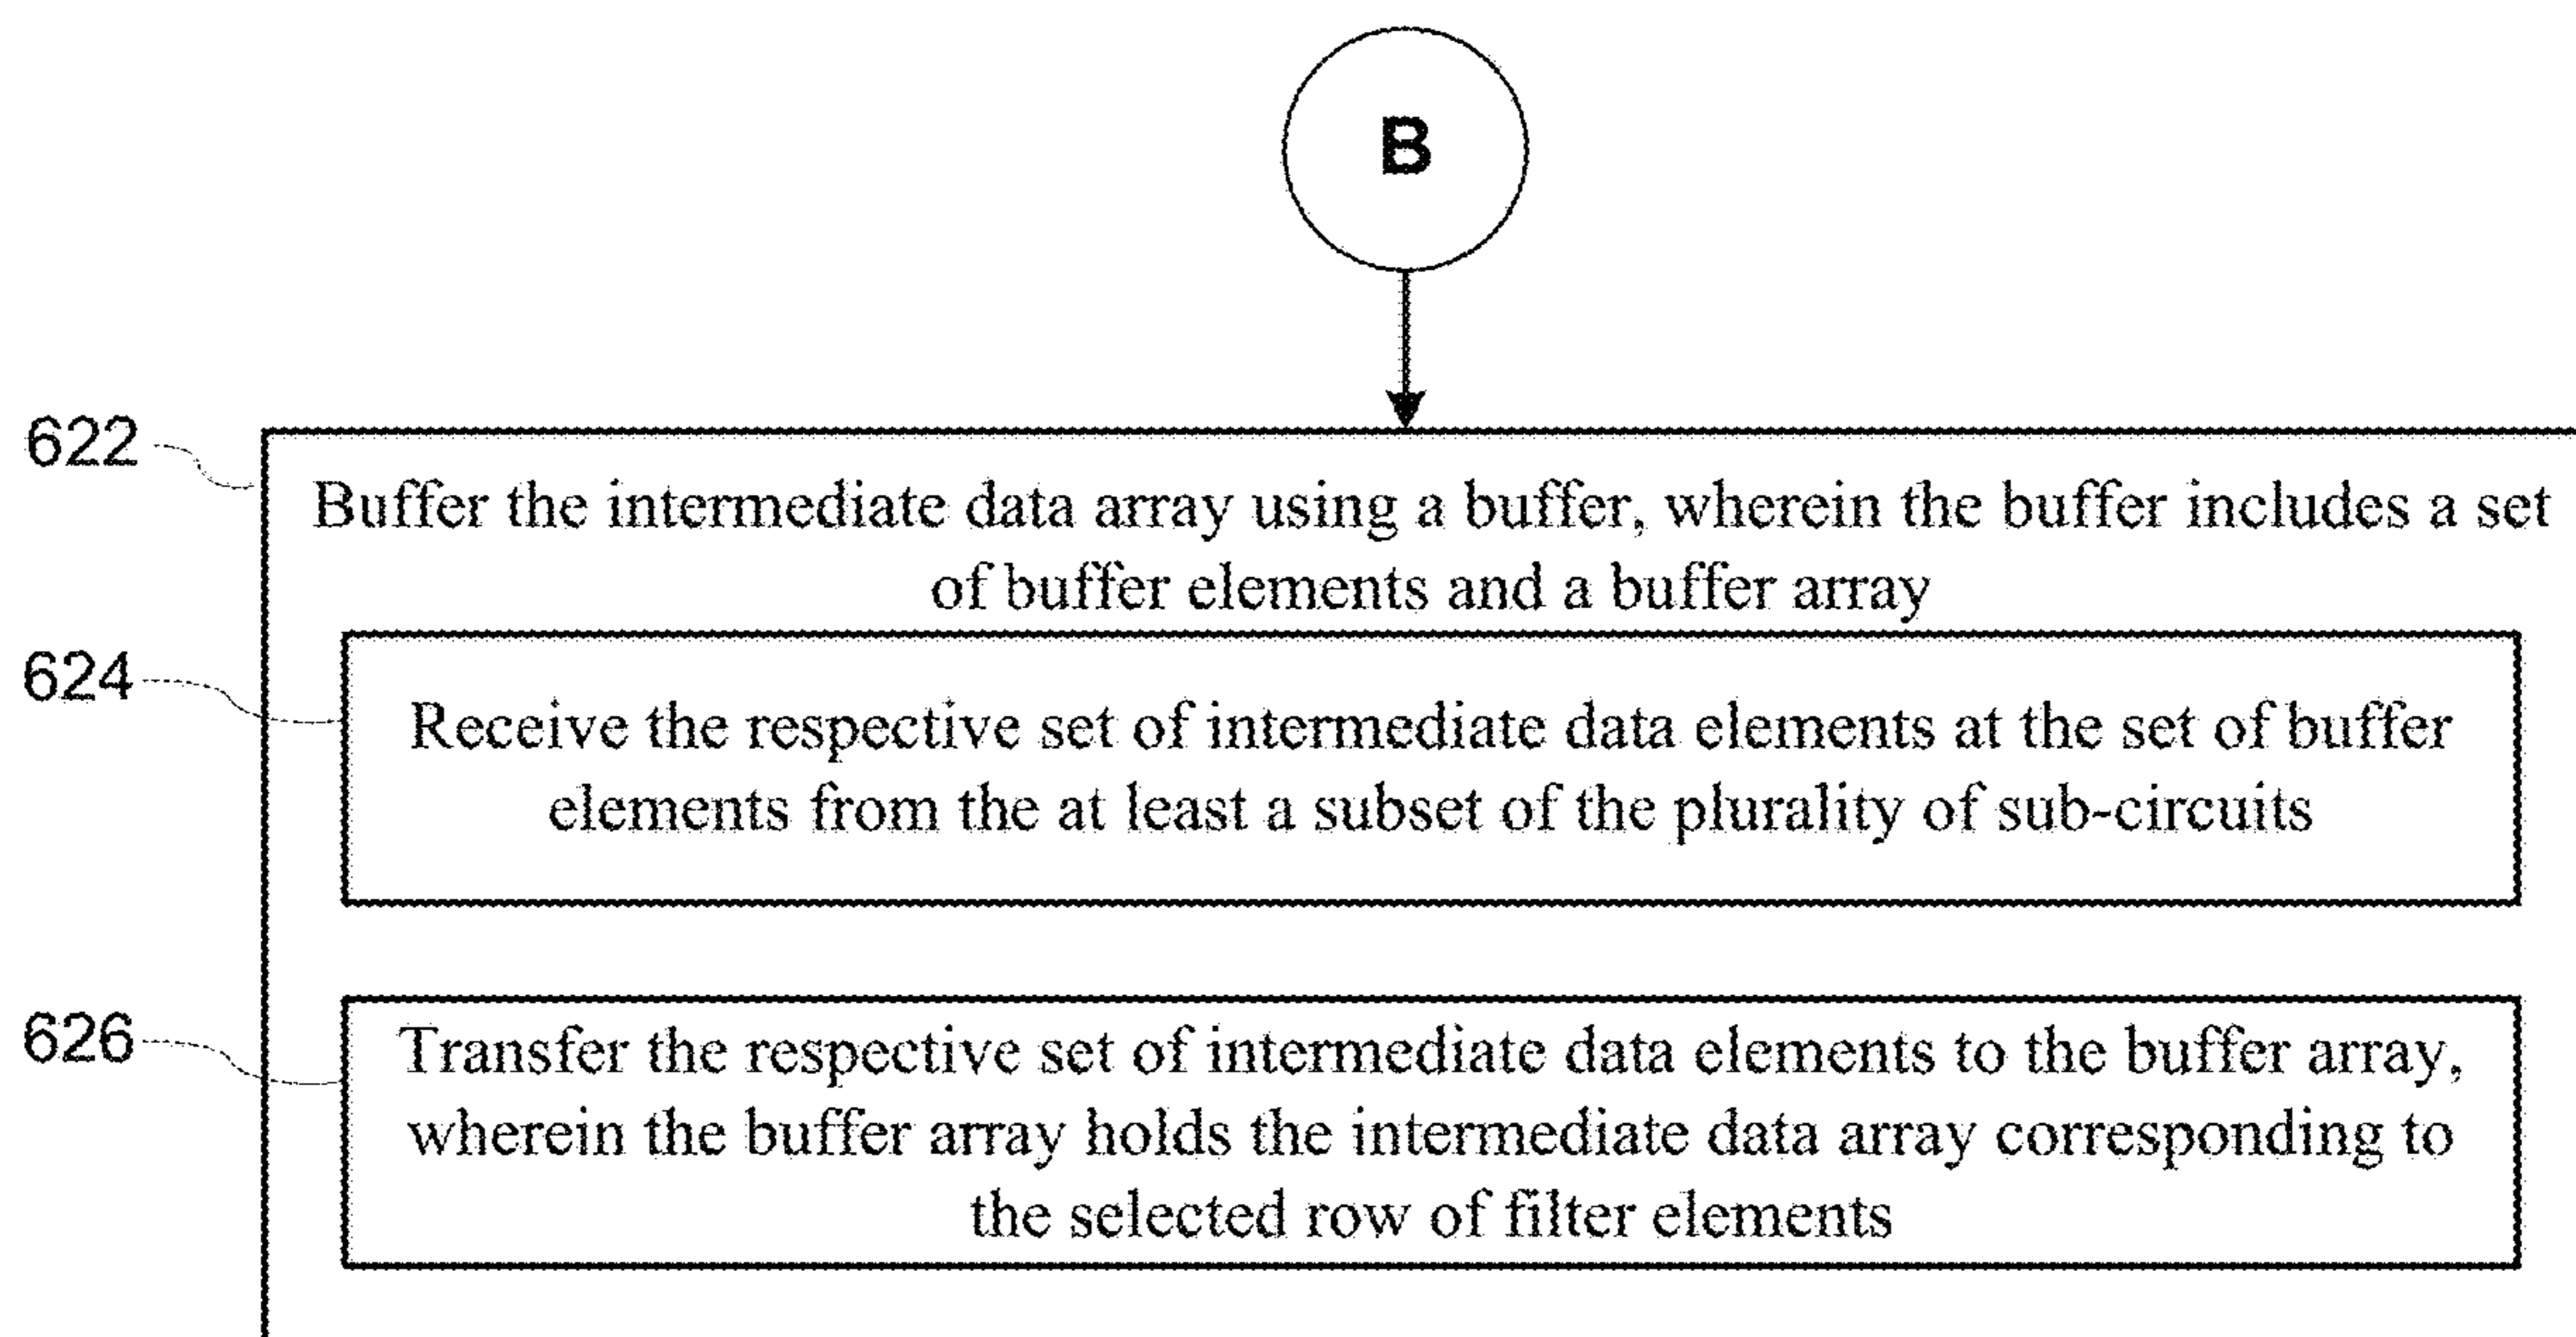 B
622
Buffer the intermediate data array using a buffer, wherein the buffer includes a set
of buffer elements and a buffer array
624
Receive the respective set of intermediate data elements at the set of buffer
elements from the at least a subset of the plurality of sub-circuits
626
Transfer the respective set of intermediate data elements to the buffer array,
wherein the buffer array holds the intermediate data array corresponding to
the selected row of filter elements